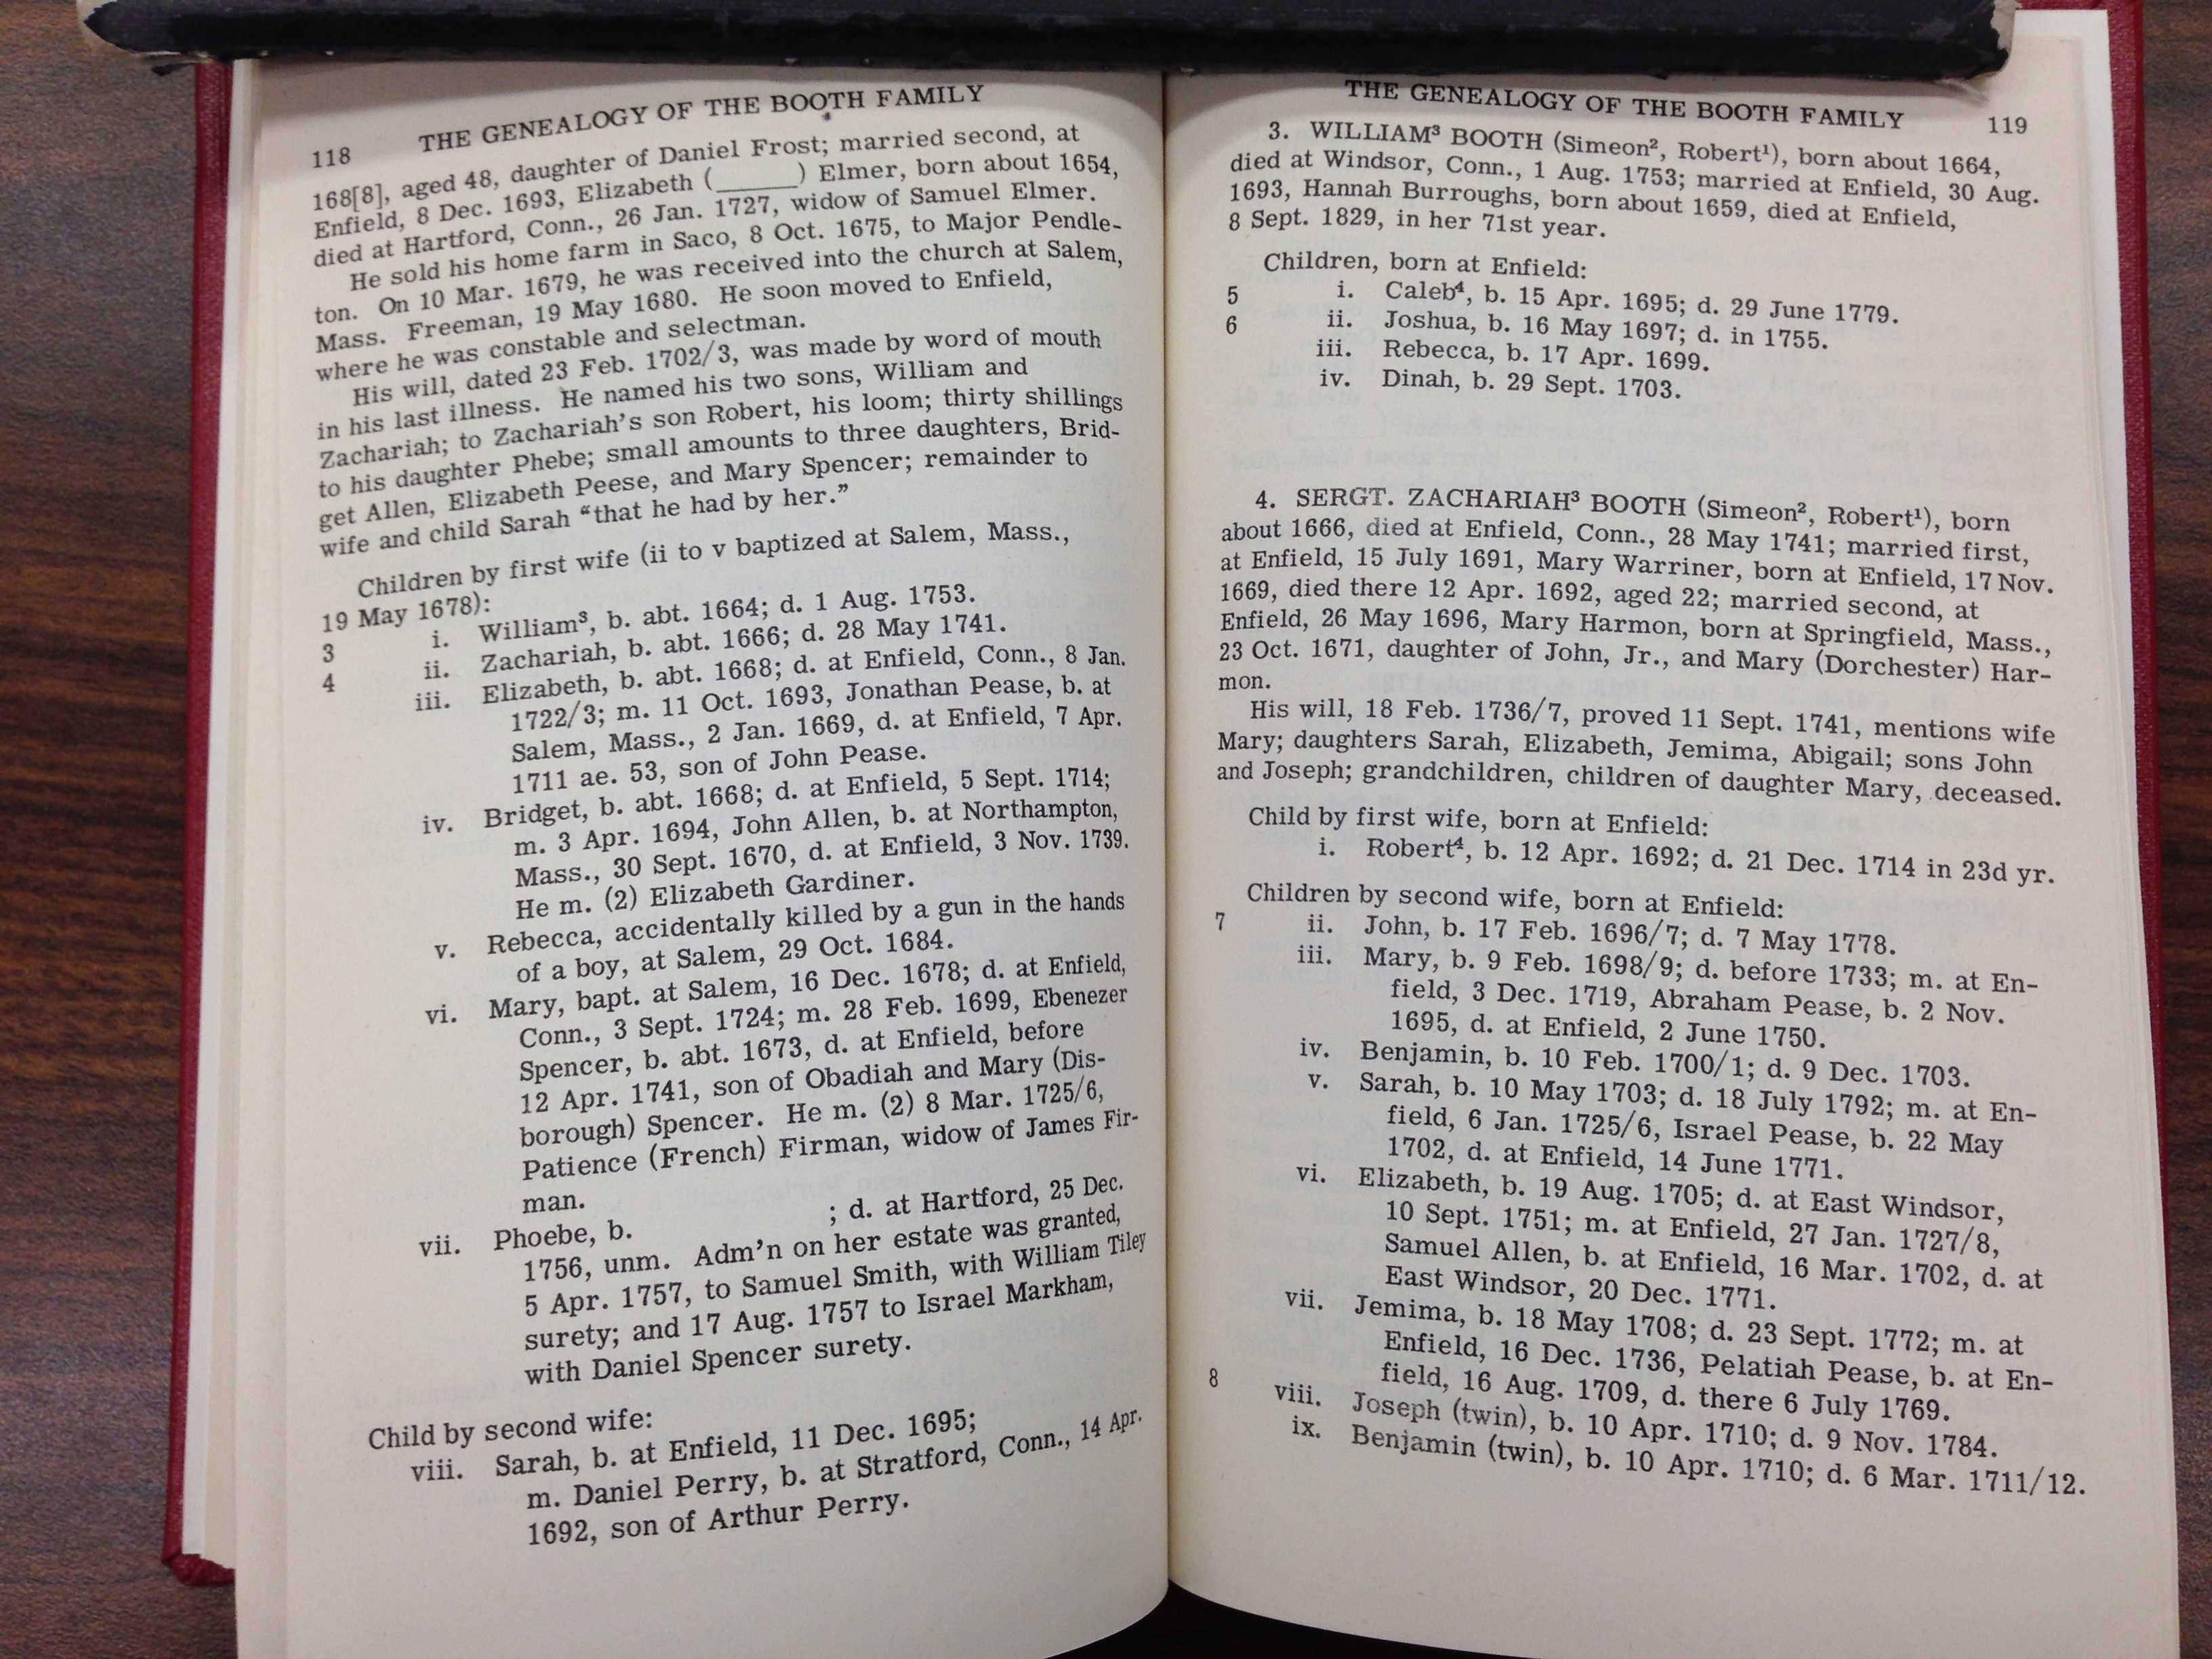 118 THE GENEALOGY OF THE BOOTH FAMILY
168[8], aged 48, daughter of Daniel Frost; married second, at
Enfield, 8 Dec. 1693, Elizabeth (_____) Elmer, born about 1654,
died at Hartford, Conn., 26 Jan. 1727, widow of Samuel Elmer.
He sold his home farm in Saco, 8 Oct. 1675, to Major Pendle-
ton. On 10 Mar. 1679, he was received into the church at Salem,
Mass. Freeman, 19 May 1680. He soon moved to Enfield,
where he was constable and selectman.
His will, dated 23 Feb. 1702/3, was made by word of mouth
in his last illness. He named his two sons, William and
Zachariah; to Zachariah's son Robert, his loom; thirty shillings
to his daughter Phebe; small amounts to three daughters, Brid-
get Allen, Elizabeth Peese, and Mary Spencer; remainder to
wife and child Sarah “that he had by her.”
Children by first wife (ii to v baptized at Salem, Mass.,
19 May 1678):
3 i. William³, b. abt. 1664; d. 1 Aug. 1753.
4 ii. Zachariah, b. abt. 1666; d. 28 May 1741.
iii. Elizabeth, b. abt. 1668; d. at Enfield, Conn., 8 Jan.
1722/3; m. 11 Oct. 1693, Jonathan Pease, b. at
Salem, Mass., 2 Jan. 1669, d. at Enfield, 7 Apr.
1711 ae. 53, son of John Pease.
iv. Bridget, b. abt. 1668; d. at Enfield, 5 Sept. 1714;
m. 3 Apr. 1694, John Allen, b. at Northampton,
Mass., 30 Sept. 1670, d. at Enfield, 3 Nov. 1739.
He m. (2) Elizabeth Gardiner.
v. Rebecca, accidentally killed by a gun in the hands
of a boy, at Salem, 29 Oct. 1684.
vi. Mary, bapt. at Salem, 16 Dec. 1678; d. at Enfield,
Conn., 3 Sept. 1724; m. 28 Feb. 1699, Ebenezer
Spencer, b. abt. 1673, d. at Enfield, before
12 Apr. 1741, son of Obadiah and Mary (Dis-
borough) Spencer. He m. (2) 8 Mar. 1725/6,
Patience (French) Firman, widow of James Fir-
man.
vii. Phoebe, b. ; d. at Hartford, 25 Dec.
1756, unm. Adm'n on her estate was granted,
5 Apr. 1757, to Samuel Smith, with William Tiley
surety; and 17 Aug. 1757 to Israel Markham,
with Daniel Spencer surety.
Child by second wife:
viii. Sarah, b. at Enfield, 11 Dec. 1695;
m. Daniel Perry, b. at Stratford, Conn., 14 Apr.
1692, son of Arthur Perry.
THE GENEALOGY OF THE BOOTH FAMILY 119
3. WILLIAM³ BOOTH (Simeon², Robert¹), born about 1664,
died at Windsor, Conn., 1 Aug. 1753; married at Enfield, 30 Aug.
1693, Hannah Burroughs, born about 1659, died at Enfield,
8 Sept. 1829, in her 71st year.
Children, born at Enfield:
5 i. Caleb⁴, b. 15 Apr. 1695; d. 29 June 1779.
6 ii. Joshua, b. 16 May 1697; d. in 1755.
iii. Rebecca, b. 17 Apr. 1699.
iv. Dinah, b. 29 Sept. 1703.
4. SERGT. ZACHARIAH³ BOOTH (Simeon², Robert¹), born
about 1666, died at Enfield, Conn., 28 May 1741; married first,
at Enfield, 15 July 1691, Mary Warriner, born at Enfield, 17 Nov.
1669, died there 12 Apr. 1692, aged 22; married second, at
Enfield, 26 May 1696, Mary Harmon, born at Springfield, Mass.,
23 Oct. 1671, daughter of John, Jr., and Mary (Dorchester) Har-
mon.
His will, 18 Feb. 1736/7, proved 11 Sept. 1741, mentions wife
Mary; daughters Sarah, Elizabeth, Jemima, Abigail; sons John
and Joseph; grandchildren, children of daughter Mary, deceased.
Child by first wife, born at Enfield:
i. Robert⁴, b. 12 Apr. 1692; d. 21 Dec. 1714 in 23d yr.
Children by second wife, born at Enfield:
7 ii. John, b. 17 Feb. 1696/7; d. 7 May 1778.
iii. Mary, b. 9 Feb. 1698/9; d. before 1733; m. at En-
field, 3 Dec. 1719, Abraham Pease, b. 2 Nov.
1695, d. at Enfield, 2 June 1750.
iv. Benjamin, b. 10 Feb. 1700/1; d. 9 Dec. 1703.
v. Sarah, b. 10 May 1703; d. 18 July 1792; m. at En-
field, 6 Jan. 1725/6, Israel Pease, b. 22 May
1702, d. at Enfield, 14 June 1771.
vi. Elizabeth, b. 19 Aug. 1705; d. at East Windsor,
10 Sept. 1751; m. at Enfield, 27 Jan. 1727/8,
Samuel Allen, b. at Enfield, 16 Mar. 1702, d. at
East Windsor, 20 Dec. 1771.
vii. Jemima, b. 18 May 1708; d. 23 Sept. 1772; m. at
Enfield, 16 Dec. 1736, Pelatiah Pease, b. at En-
field, 16 Aug. 1709, d. there 6 July 1769.
8 viii. Joseph (twin), b. 10 Apr. 1710; d. 9 Nov. 1784.
ix. Benjamin (twin), b. 10 Apr. 1710; d. 6 Mar. 1711/12.